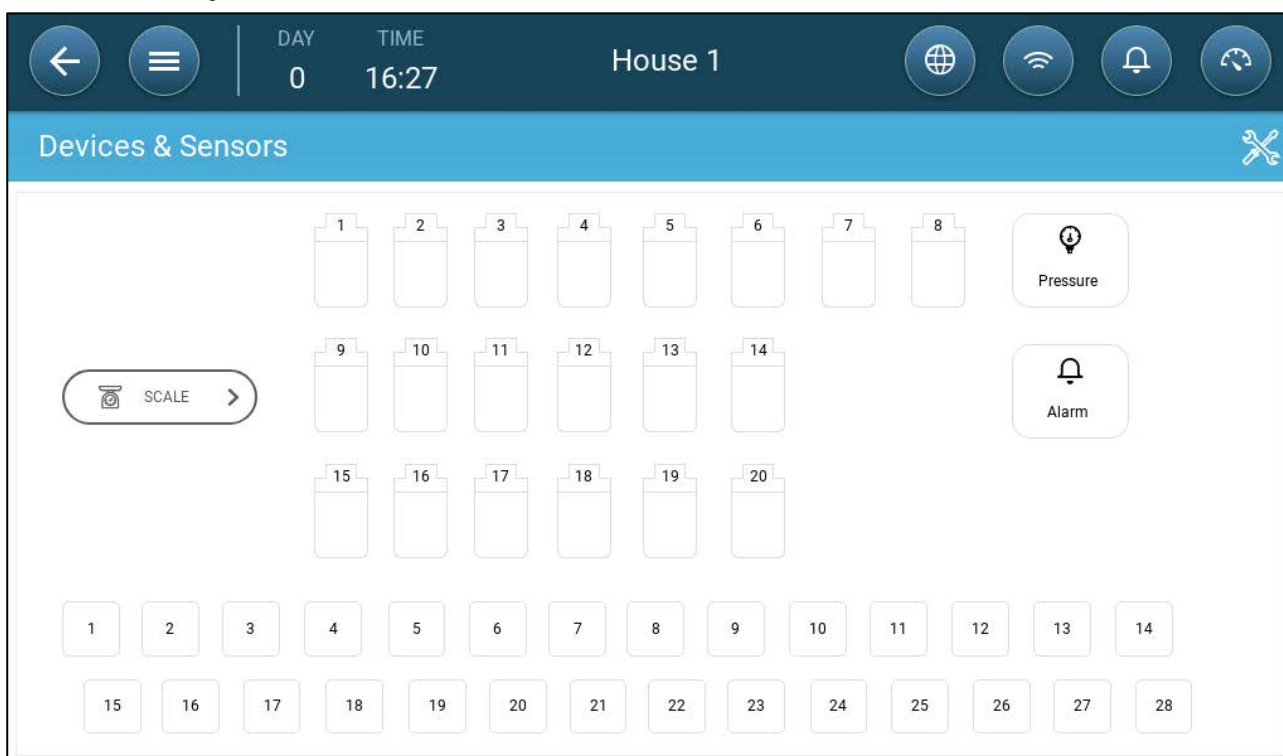 DAY TIME
0 16:27 House 1
Devices & Sensors
1 2 3 4 5 6 7 8
Pressure
9 10 11 12 13 14
SCALE Alarm
15 16 17 18 19 20
1 2 3 4 5 6 7 8 9 10 11 12 13 14
15 16 17 18 19 20 21 22 23 24 25 26 27 28